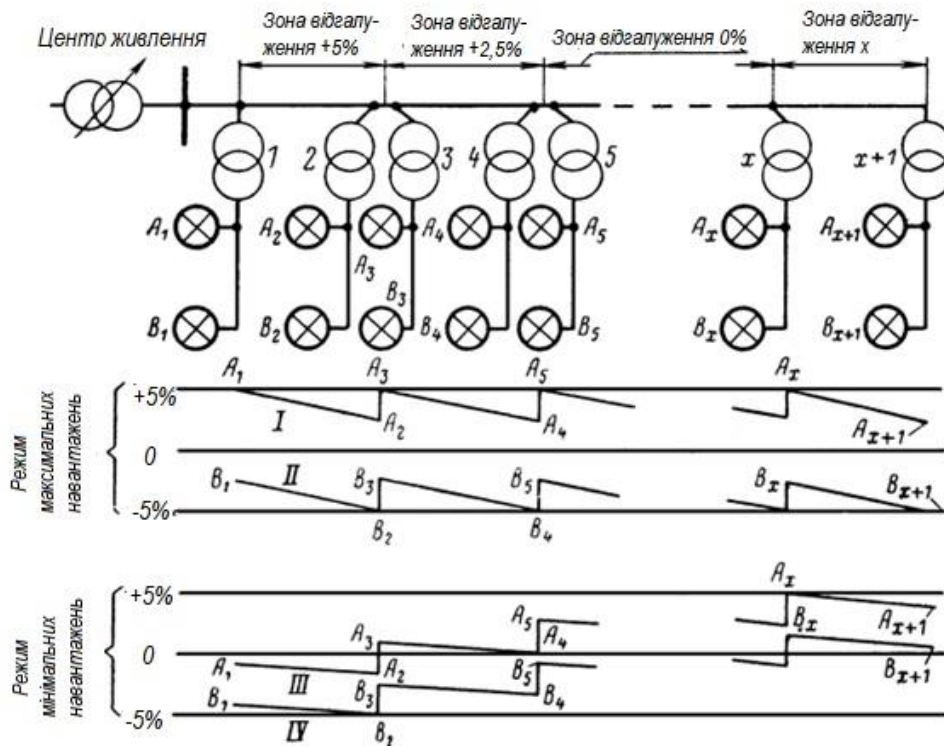 Центр живлення
Зона відгалу-
ження +5%
Зона відгалу-
ження +2,5%
Зона відгалуження 0%
Зона відгалу-
ження x
1 2 3 4 5 x x+1
A1 A2 A4 A5 Ax Ax+1
A3
B3
B1 B2 B4 B5 Bx Bx+1
Режим
максимальних
навантажень
A1 A3 A5 Ax
+5%
I A2 A4 Ax+1
0
B1 II B3 B5 Bx Bx+1
-5%
B2 B4
Режим
мінімальних
навантажень
Ax
+5%
A5 Bx Ax+1
A3 A4
0
A1 III A2 B5 Bx+1
B1 B3 B4
-5%
IV B2